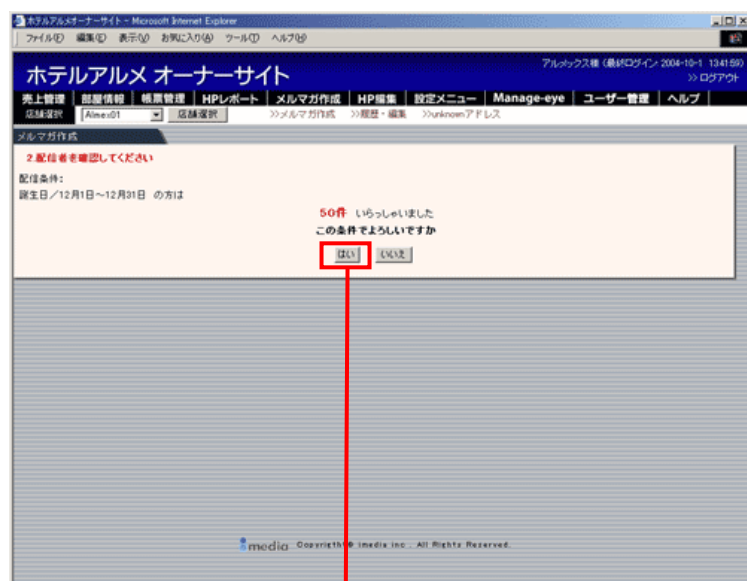 ホテルアルメオーナーサイト - Microsoft Internet Explorer
ファイル(F) 編集(E) 表示(V) お気に入り(A) ツール(T) ヘルプ(H)
アルメックス様 (最終ログイン 2004-10-1 134159)
ホテルアルメ オーナーサイト
>> ログアウト
売上管理 部屋情報 帳票管理 HPレポート メルマガ作成 HP編集 設定メニュー Manage-eye ユーザー管理 ヘルプ
店舗選択 Almex01 店舗選択 >>メルマガ作成 >>履歴・編集 >>unknownアドレス
メルマガ作成
2.配信者を確認してください
配信条件:
誕生日/12月1日～12月31日 の方は
50件 いらっしゃいました
この条件でよろしいですか
はい いいえ
imedia Copyrigth© imedia inc . All Rights Reserved.